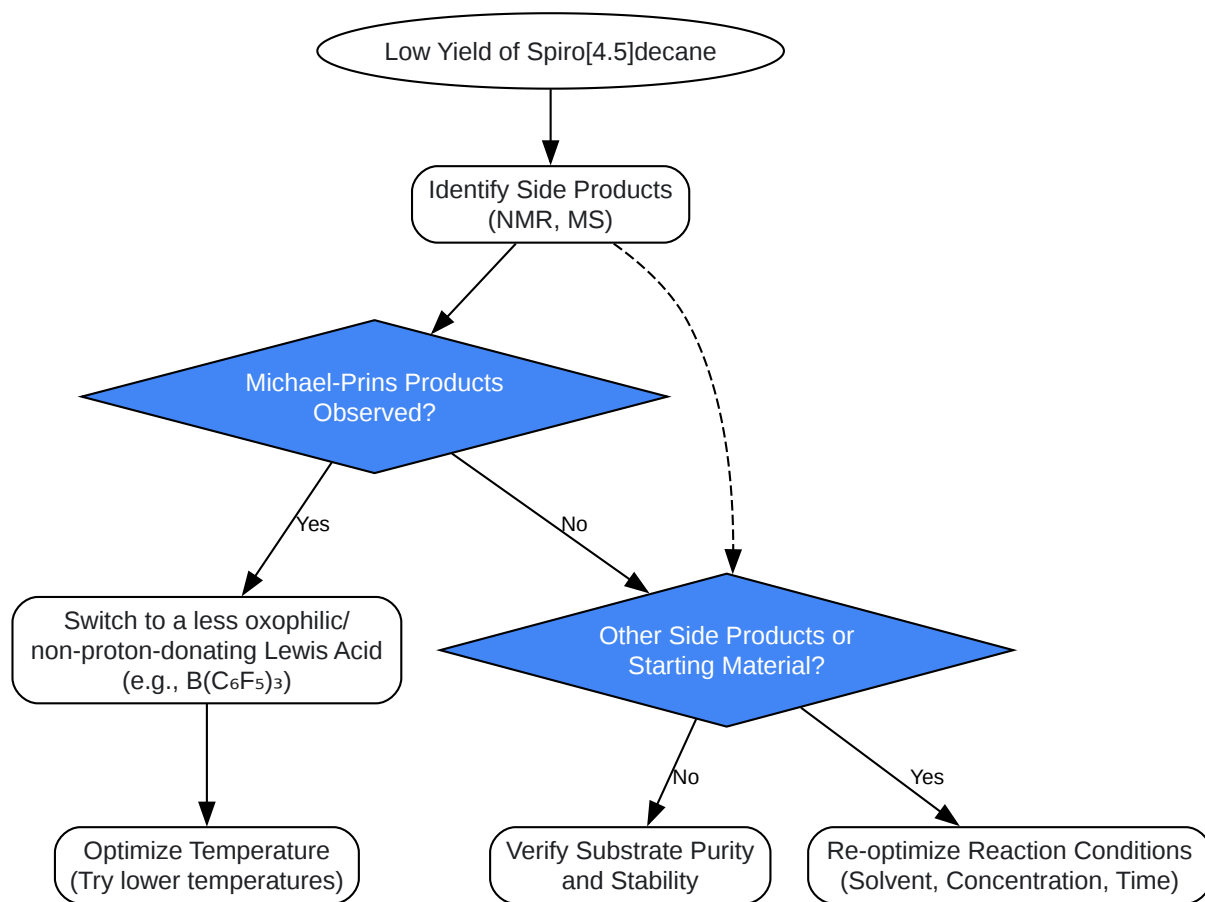 Low Yield of Spiro[4.5]decane
Identify Side Products
(NMR, MS)
Michael-Prins Products
Observed?
Yes
No
Switch to a less oxophilic/
non-proton-donating Lewis Acid
(e.g., B(C₆F₅)₃)
Other Side Products or
Starting Material?
No
Yes
Optimize Temperature
(Try lower temperatures)
Verify Substrate Purity
and Stability
Re-optimize Reaction Conditions
(Solvent, Concentration, Time)